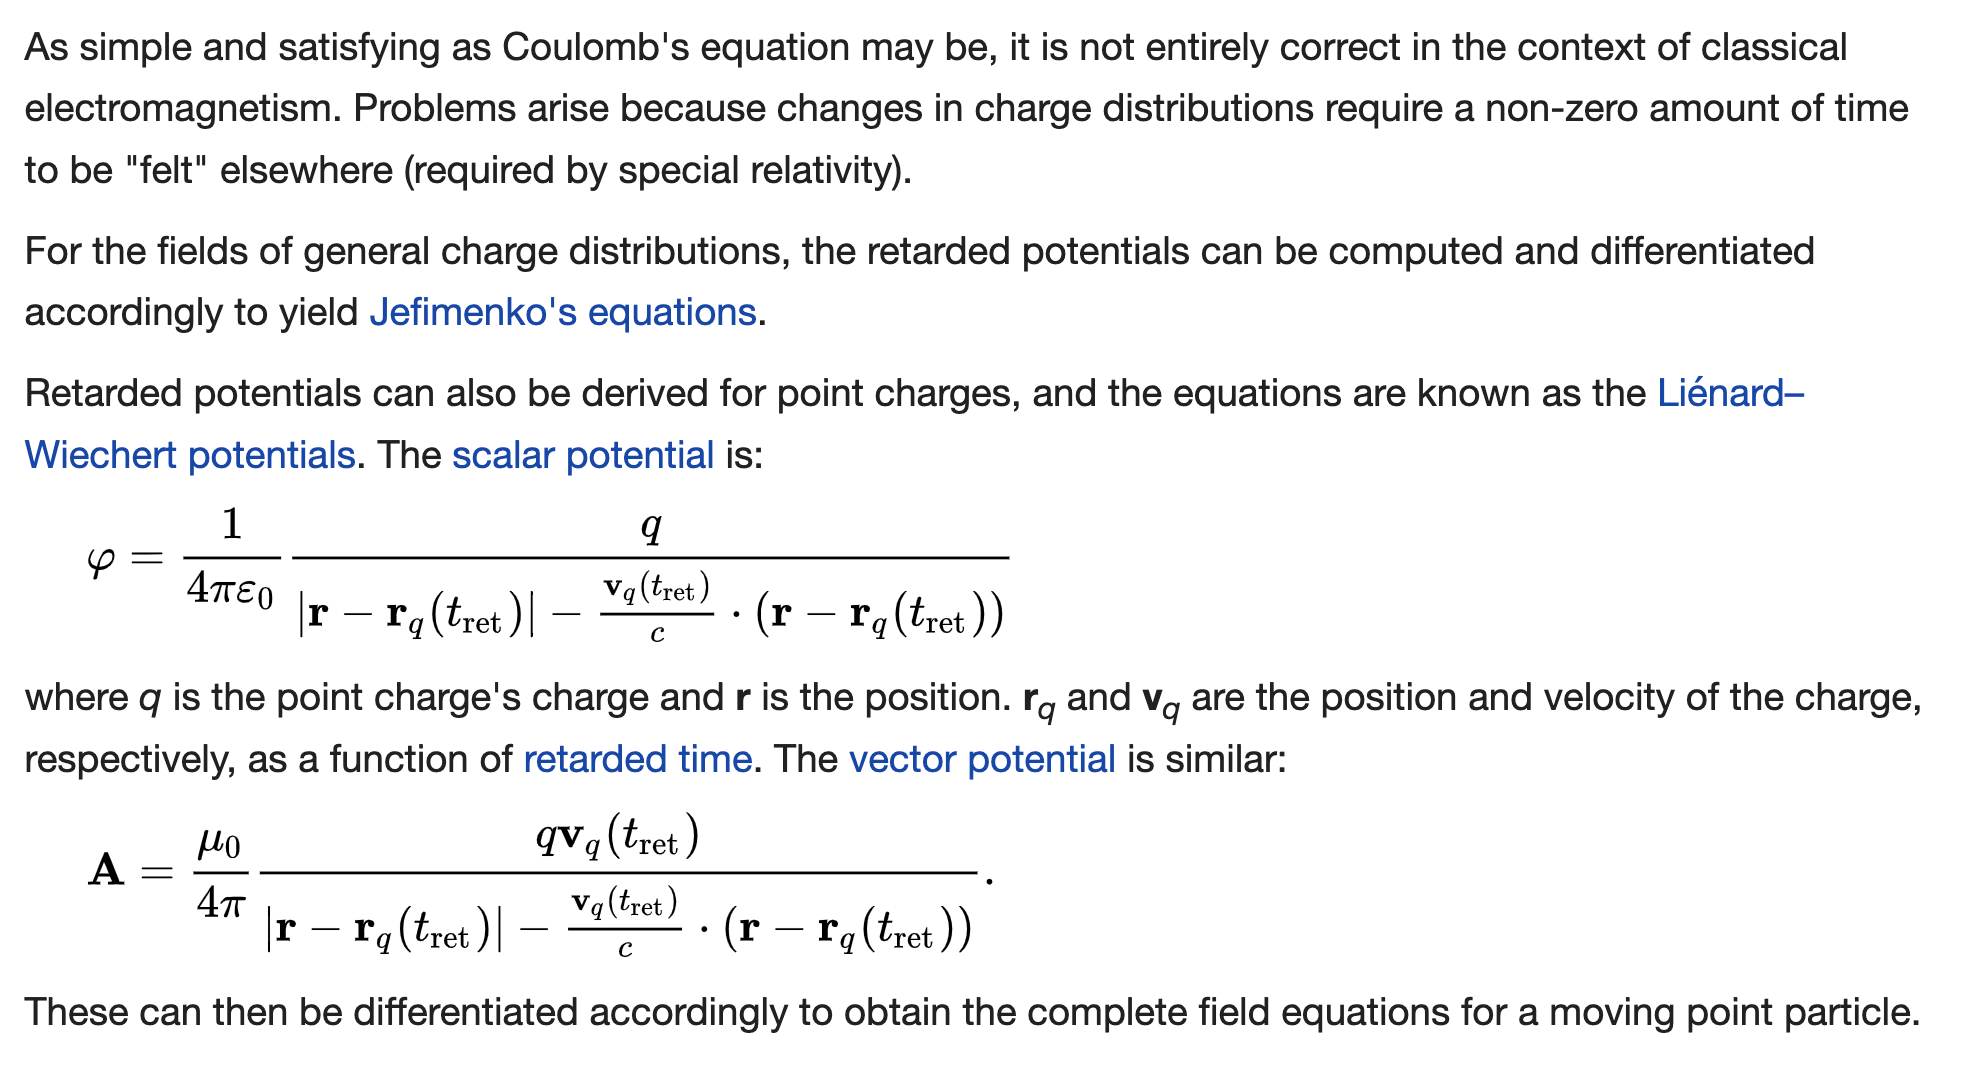 As simple and satisfying as Coulomb's equation may be, it is not entirely correct in the context of classical
electromagnetism. Problems arise because changes in charge distributions require a non-zero amount of time
to be "felt" elsewhere (required by special relativity).
For the fields of general charge distributions, the retarded potentials can be computed and differentiated
accordingly to yield Jefimenko's equations.
Retarded potentials can also be derived for point charges, and the equations are known as the Liénard–
Wiechert potentials. The scalar potential is:
$\varphi = \frac{1}{4\pi\varepsilon_0} \frac{q}{|\mathbf{r} - \mathbf{r}_q(t_{\text{ret}})| - \frac{\mathbf{v}_q(t_{\text{ret}})}{c} \cdot (\mathbf{r} - \mathbf{r}_q(t_{\text{ret}}))}$
where q is the point charge's charge and r is the position. r_q and v_q are the position and velocity of the charge,
respectively, as a function of retarded time. The vector potential is similar:
$\mathbf{A} = \frac{\mu_0}{4\pi} \frac{q\mathbf{v}_q(t_{\text{ret}})}{|\mathbf{r} - \mathbf{r}_q(t_{\text{ret}})| - \frac{\mathbf{v}_q(t_{\text{ret}})}{c} \cdot (\mathbf{r} - \mathbf{r}_q(t_{\text{ret}}))}.$
These can then be differentiated accordingly to obtain the complete field equations for a moving point particle.